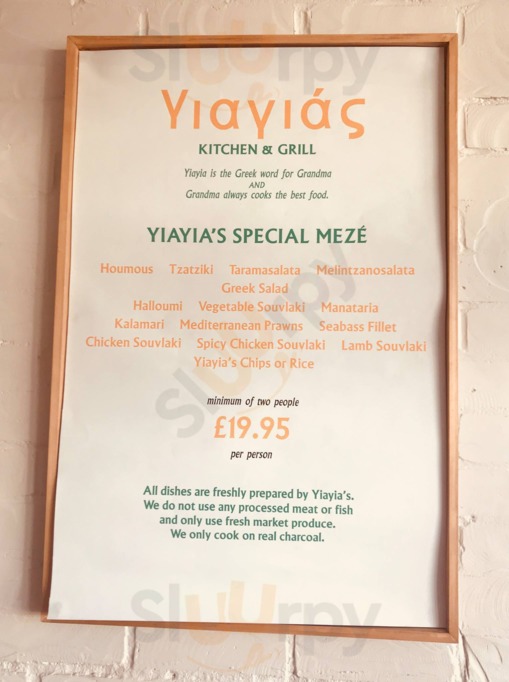 Sluurpy
Υιαγιάς
KITCHEN & GRILL
Yiayia is the Greek word for Grandma
AND
Grandma always cooks the best food.
YIAYIA'S SPECIAL MEZÉ
Houmous Tzatziki Taramasalata Melintzanosalata
Greek Salad
Halloumi Vegetable Souvlaki Manataria
Kalamari Mediterranean Prawns Seabass Fillet
Chicken Souvlaki Spicy Chicken Souvlaki Lamb Souvlaki
Yiayia's Chips or Rice
Sluurpy
minimum of two people
£19.95
per person
All dishes are freshly prepared by Yiayia's.
We do not use any processed meat or fish
and only use fresh market produce.
We only cook on real charcoal.
Sluurpy